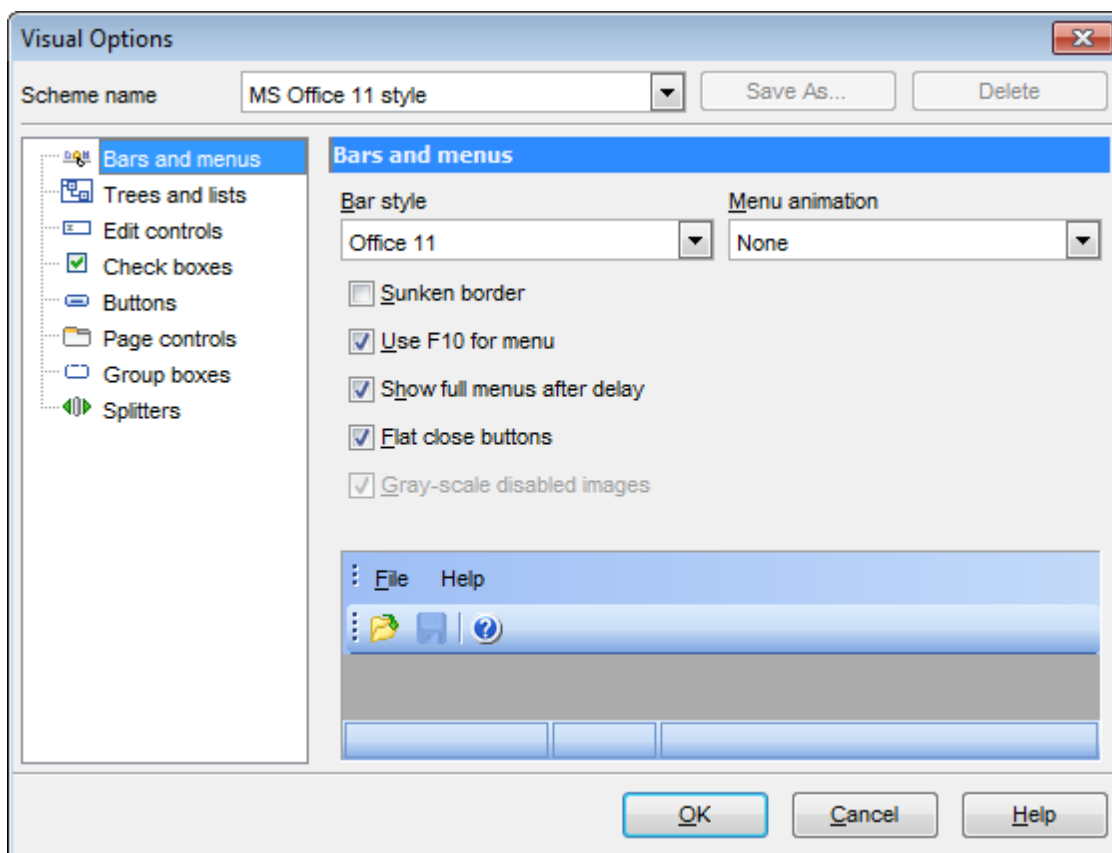 Visual Options
Scheme name MS Office 11 style Save As... Delete
Bars and menus
Trees and lists
Edit controls
Check boxes
Buttons
Page controls
Group boxes
Splitters
Bars and menus
Bar style Menu animation
Office 11 None
Sunken border
Use F10 for menu
Show full menus after delay
Flat close buttons
Gray-scale disabled images
File Help
OK Cancel Help